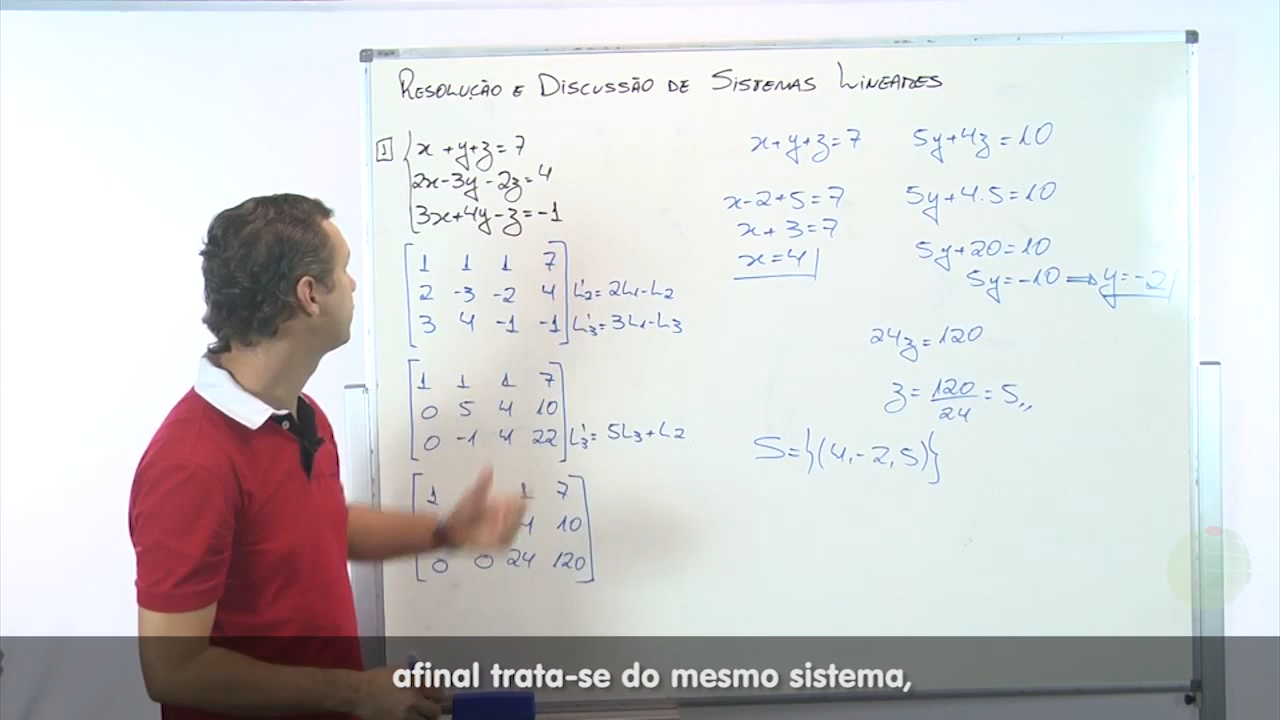 RESOLUÇÃO E DISCUSSÃO DE SISTEMAS LINEARES
1 x+y+z=7
2x-3y-2z=4
3x+4y-z=-1
1 1 1 7
2 -3 -2 4 L'2=2L1-L2
3 4 -1 -1 L'3=3L1-L3
1 1 1 7
0 5 4 10
0 -1 4 22 L'3=5L3+L2
1 1 7
4 10
0 0 24 120
x+y+z=7
x-2+5=7
x+3=7
x=4
5y+4z=10
5y+4.5=10
5y+20=10
5y=-10 ⇒ y=-2
24z=120
z=120/24=5,,
S={(4,-2,5)}
afinal trata-se do mesmo sistema,